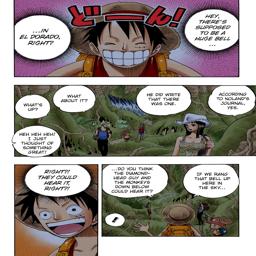 どーん!
HEY,
THERE'S
SUPPOSED
TO BE A
HUGE BELL
...
...IN
EL DORADO,
RIGHT?
ACCORDING
TO NOLAND'S
JOURNAL,
YES.
HE DID WRITE
THAT THERE
WAS ONE.
WHAT
ABOUT IT?
WHAT'S
UP?
HEH HEH HEH!
I JUST
THOUGHT OF
SOMETHING
GREAT!
IF WE RANG
THAT BELL UP
HERE IN
THE SKY...
...DO YOU THINK
THE DIAMOND-
HEAD GUY AND
THE MONKEYS
DOWN BELOW
COULD HEAR IT?
!
RIGHT?!
THEY COULD
HEAR IT,
RIGHT?!